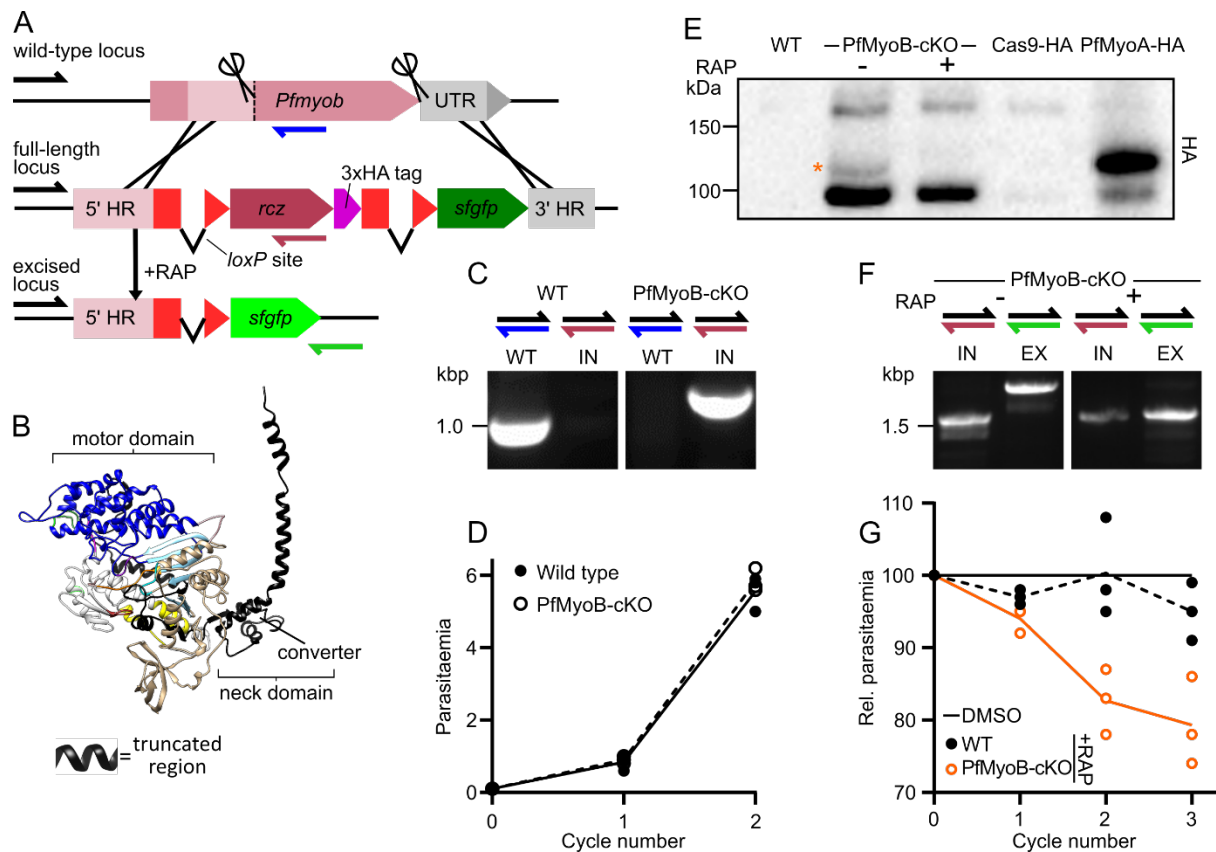 A
wild-type locus
Pfmyob
UTR
full-length
locus
3xHA tag
5' HR
rcz
sfgfp
3' HR
loxP site
+RAP
excised
locus
5' HR
sfgfp
B
motor domain
converter
neck domain
= truncated
region
C
WT
PfMyoB-cKO
WT
IN
WT
IN
kbp
1.0
D
Wild type
PfMyoB-cKO
Parasitaemia
6
4
2
0
0
1
2
Cycle number
E
WT
PfMyoB-cKO
Cas9-HA
PfMyoA-HA
RAP
-
+
kDa
150
100
*
HA
F
PfMyoB-cKO
RAP
-
+
IN
EX
IN
EX
kbp
1.5
G
Rel. parasitaemia
110
100
90
80
70
DMSO
WT
PfMyoB-cKO
+RAP
0
1
2
3
Cycle number